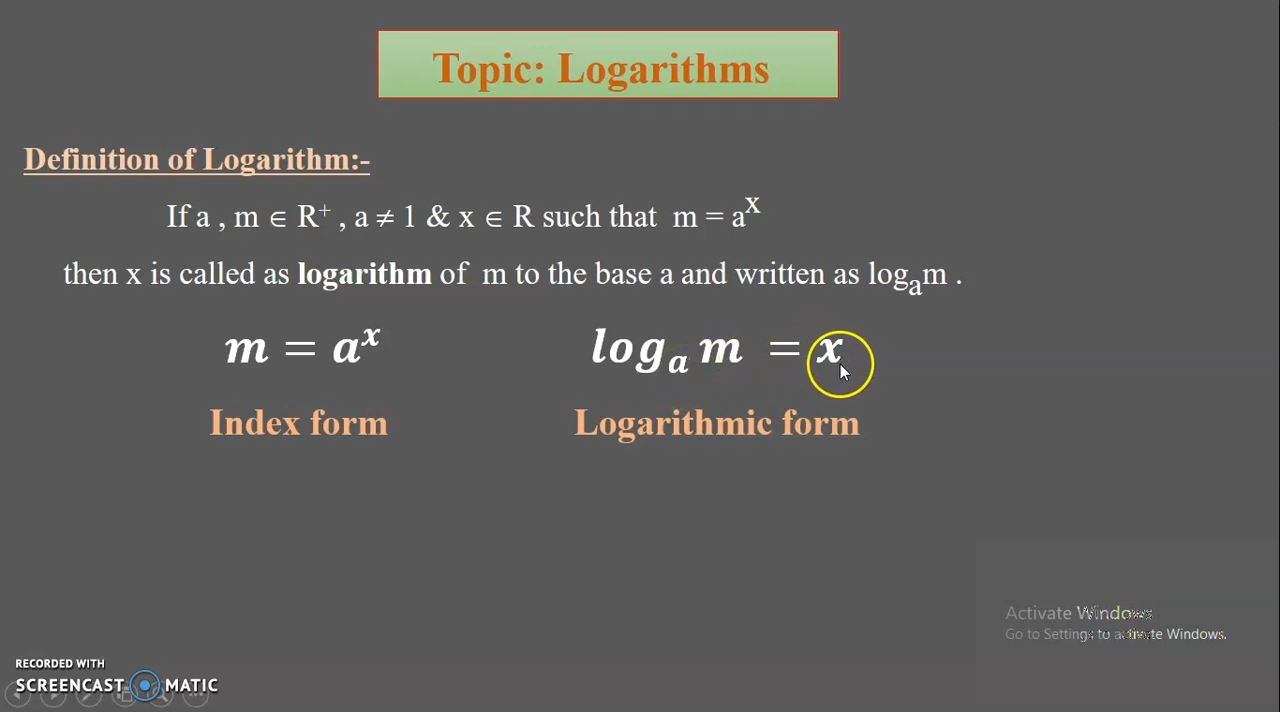 Topic: Logarithms
Definition of Logarithm:-
If a , m ∈ R⁺ , a ≠ 1 & x ∈ R such that m = aˣ
then x is called as logarithm of m to the base a and written as logₐm .
m = aˣ logₐ m = x
Index form Logarithmic form
Activate Windows
Go to Settings to activate Windows.
RECORDED WITH
SCREENCAST MATIC